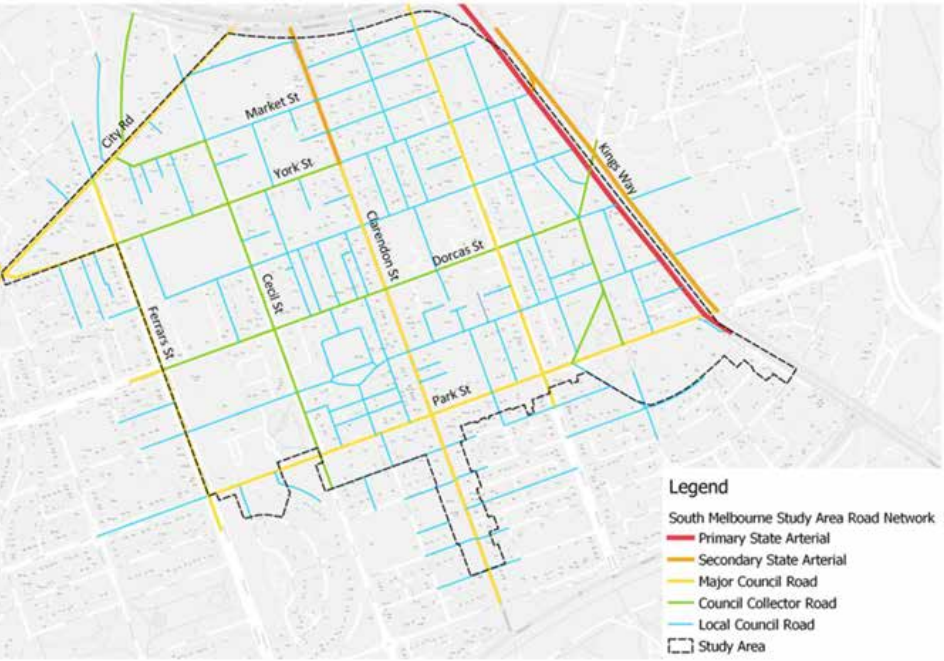 Market St
City Rd
York St
Kings Way
Clarendon St
Dorcas St
Cecil St
Ferrars St
Park St
Legend
South Melbourne Study Area Road Network
Primary State Arterial
Secondary State Arterial
Major Council Road
Council Collector Road
Local Council Road
Study Area